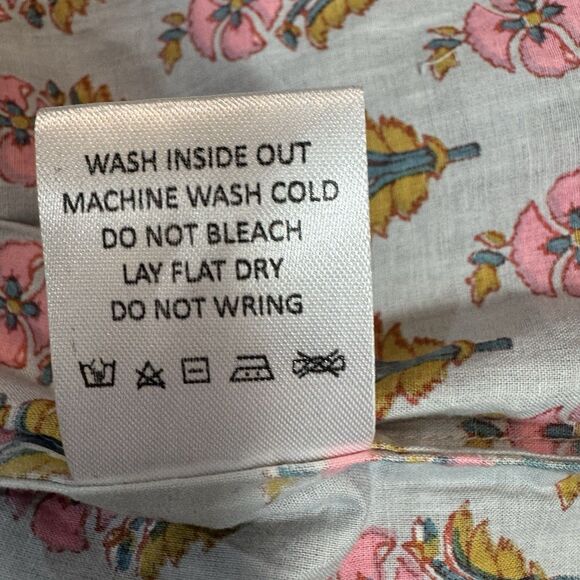 WASH INSIDE OUT
MACHINE WASH COLD
DO NOT BLEACH
LAY FLAT DRY
DO NOT WRING